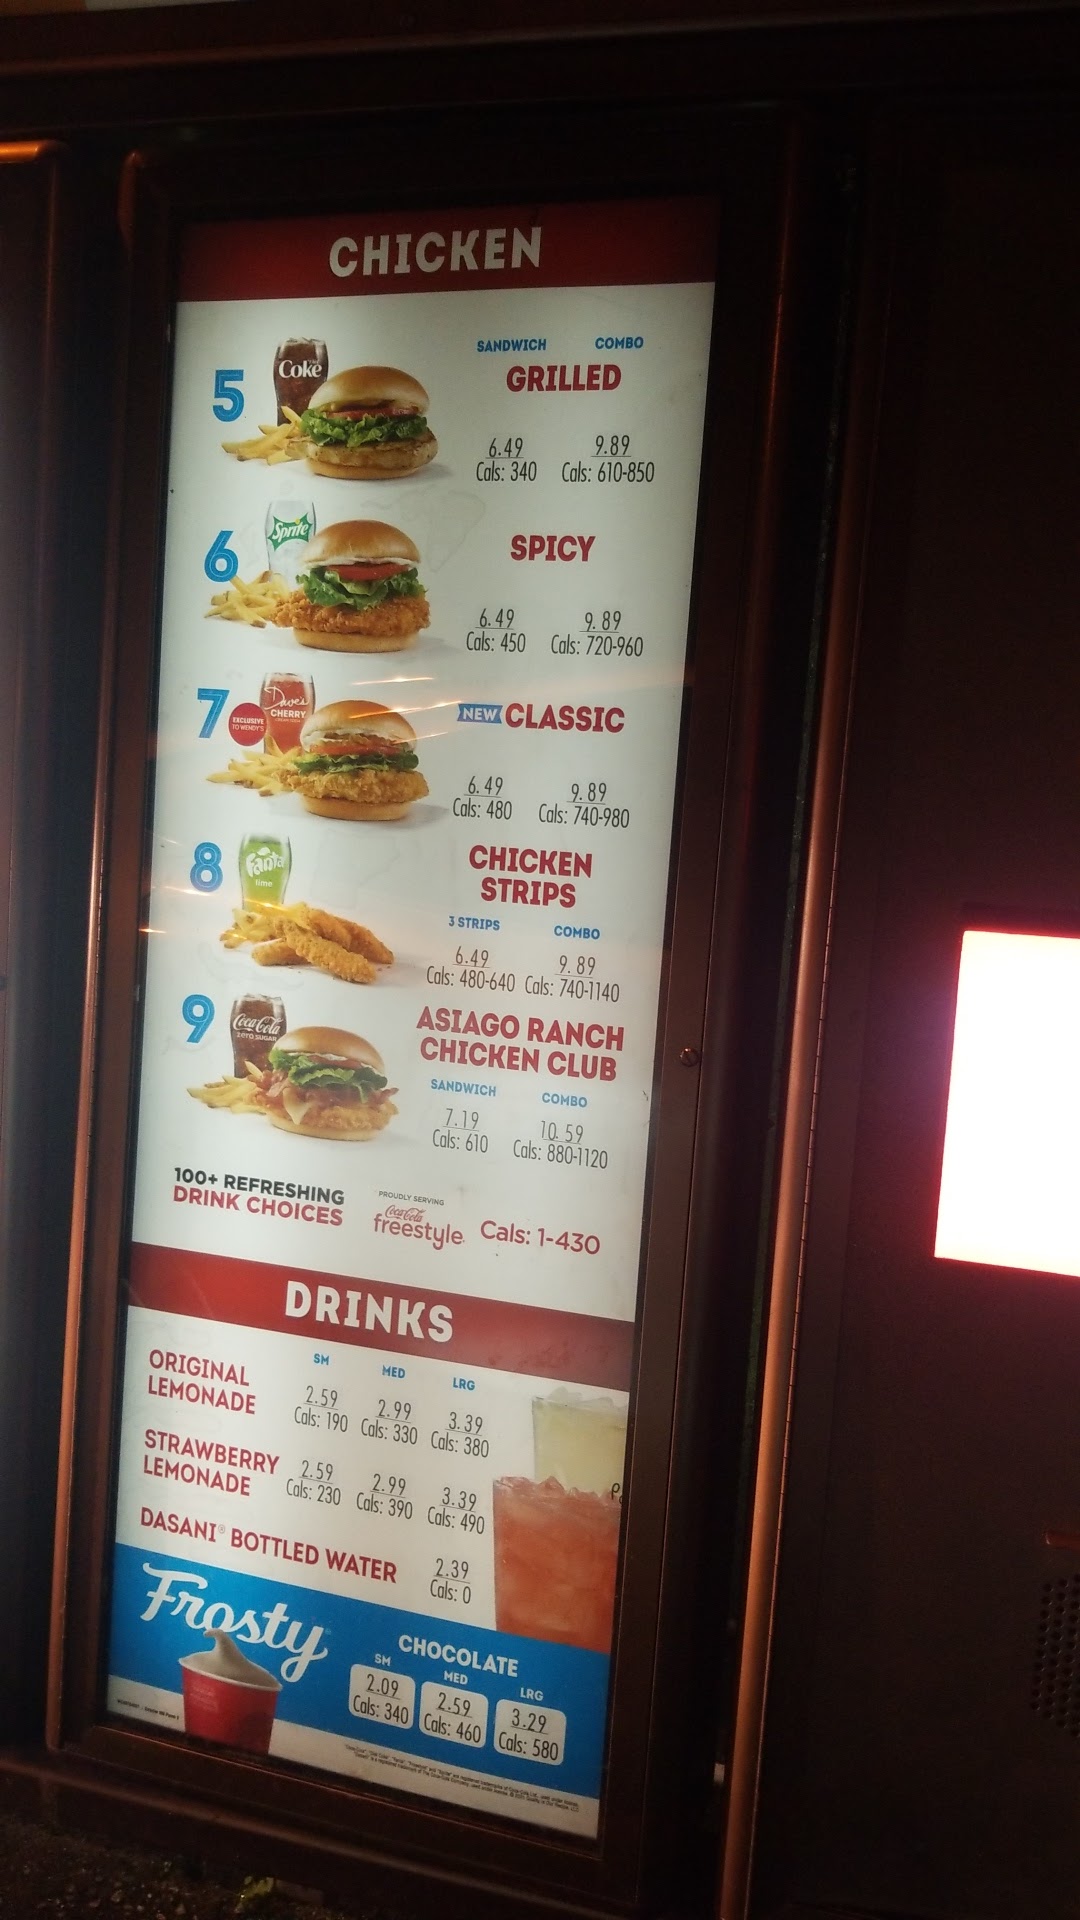 CHICKEN
SANDWICH COMBO
5 Coke GRILLED
6.49 9.89
Cals: 340 Cals: 610-850
6 Sprite SPICY
6.49 9.89
Cals: 450 Cals: 720-960
7 EXCLUSIVE TO WENDY'S Dave's CHERRY NEW CLASSIC
6.49 9.89
Cals: 480 Cals: 740-980
8 Fanta lime CHICKEN
STRIPS
3 STRIPS COMBO
6.49 9.89
Cals: 480-640 Cals: 740-1140
9 Coca-Cola ZERO SUGAR ASIAGO RANCH
CHICKEN CLUB
SANDWICH COMBO
7.19 10.59
Cals: 610 Cals: 880-1120
100+ REFRESHING
DRINK CHOICES
PROUDLY SERVING
Coca-Cola
freestyle
Cals: 1-430
DRINKS
SM MED LRG
ORIGINAL
LEMONADE
2.59 2.99 3.39
Cals: 190 Cals: 330 Cals: 380
STRAWBERRY
LEMONADE
2.59 2.99 3.39
Cals: 230 Cals: 390 Cals: 490
DASANI® BOTTLED WATER
2.39
Cals: 0
Frosty
CHOCOLATE
SM MED LRG
2.09 2.59 3.29
Cals: 340 Cals: 460 Cals: 580